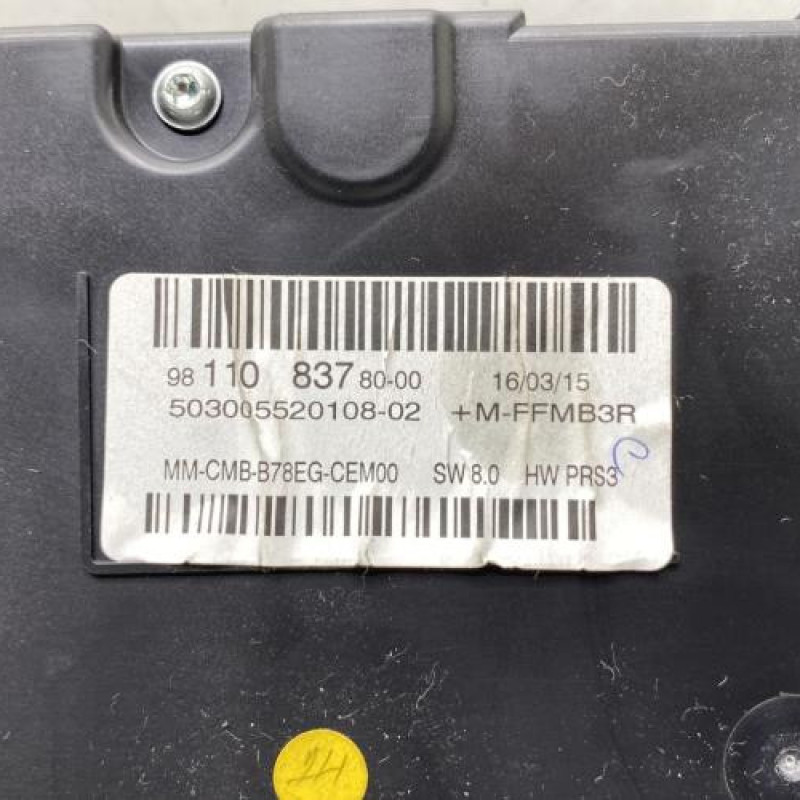 98 110 837 80-00 16/03/15
503005520108-02 +M-FFMB3R
MM-CMB-B78EG-CEM00 SW 8.0 HW PRS3
24